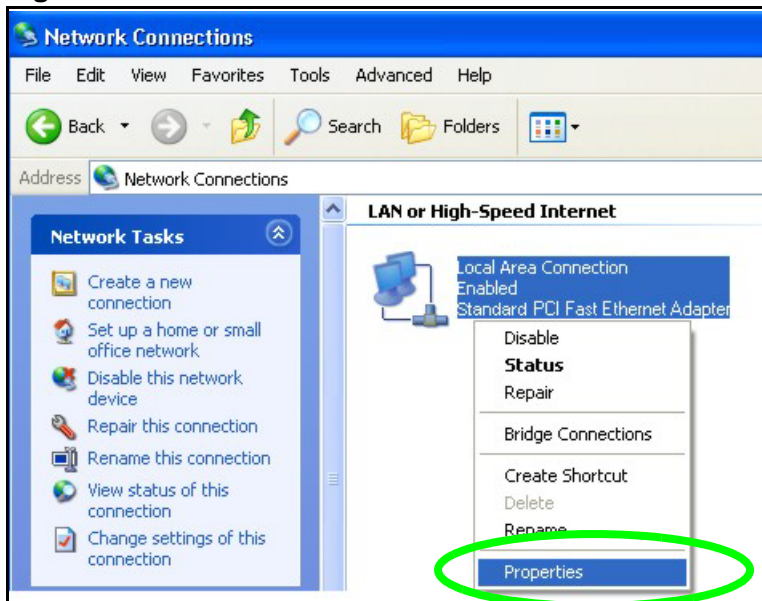 Network Connections
File Edit View Favorites Tools Advanced Help
Back Search Folders
Address Network Connections
Network Tasks
Create a new
connection
Set up a home or small
office network
Disable this network
device
Repair this connection
Rename this connection
View status of this
connection
Change settings of this
connection
LAN or High-Speed Internet
Local Area Connection
Enabled
Standard PCI Fast Ethernet Adapter
Disable
Status
Repair
Bridge Connections
Create Shortcut
Delete
Rename
Properties